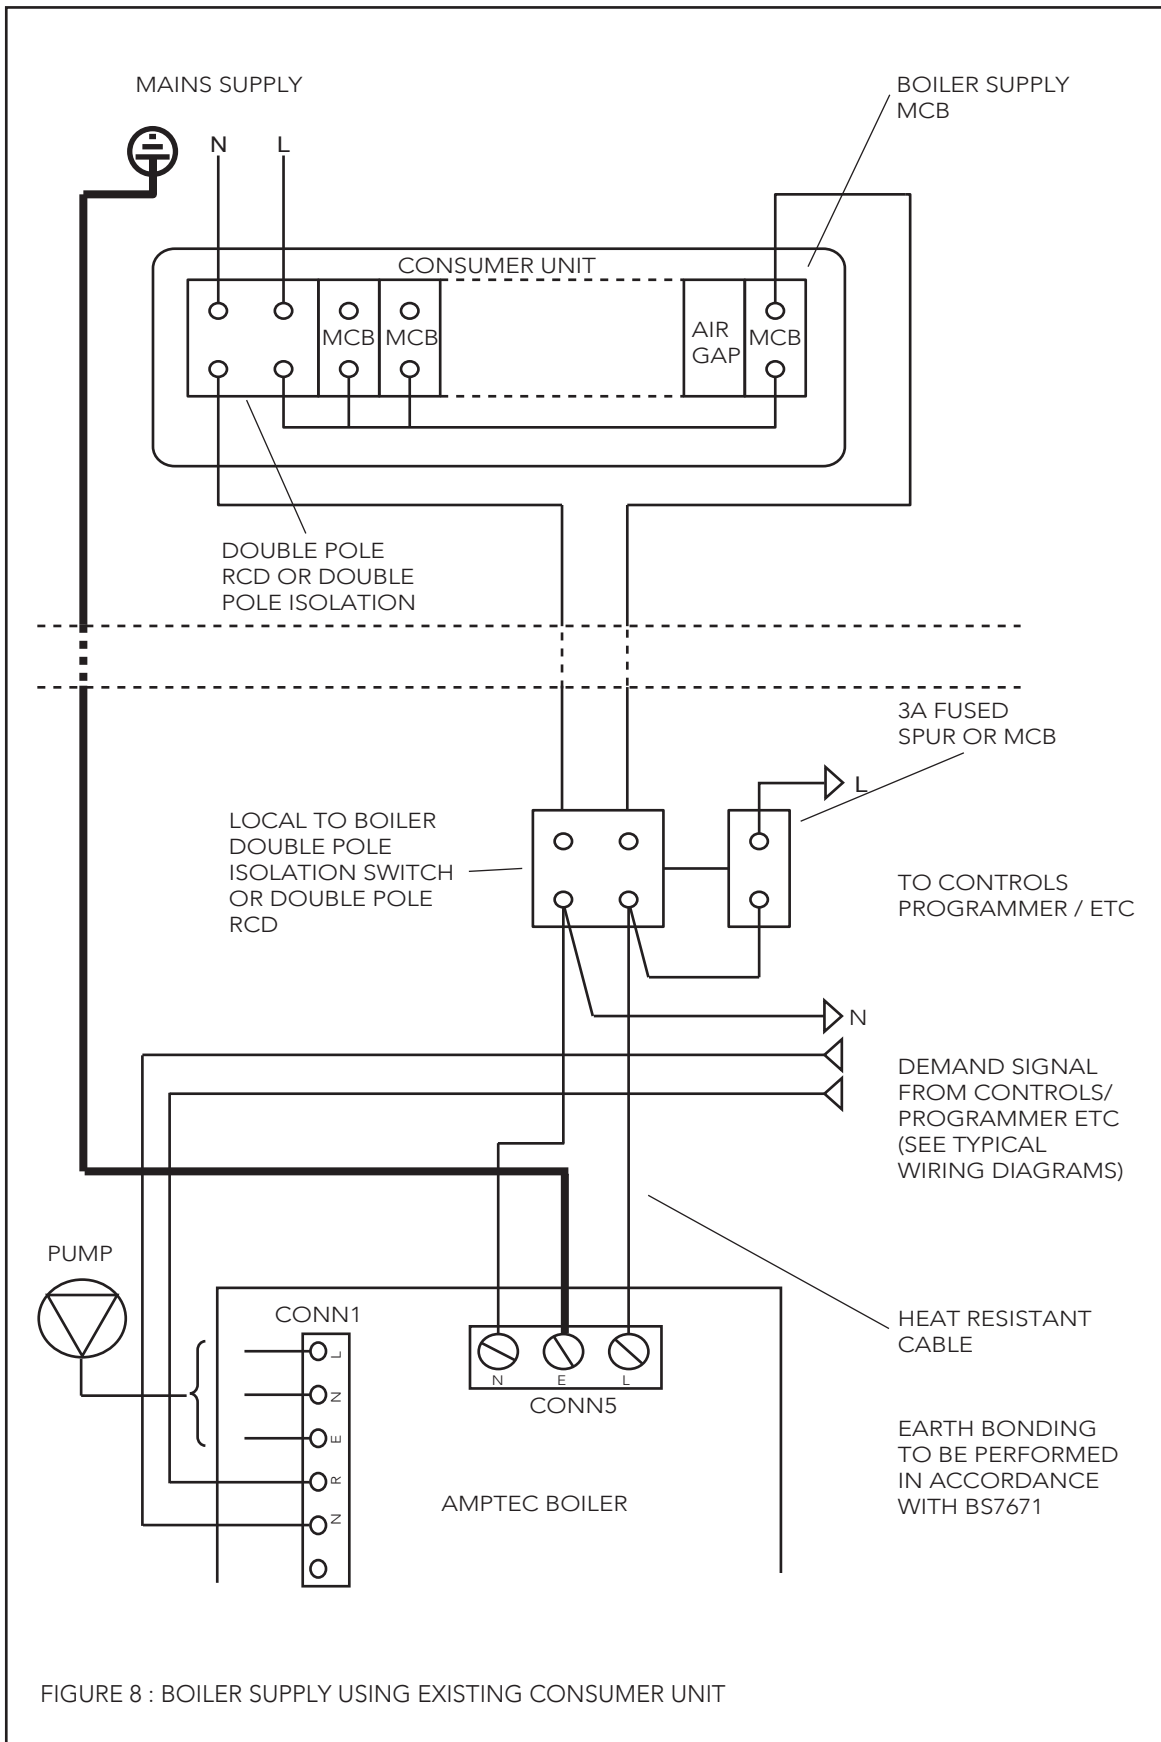 MAINS SUPPLY
BOILER SUPPLY
MCB
N
L
CONSUMER UNIT
MCB
MCB
AIR
GAP
MCB
DOUBLE POLE
RCD OR DOUBLE
POLE ISOLATION
3A FUSED
SPUR OR MCB
L
LOCAL TO BOILER
DOUBLE POLE
ISOLATION SWITCH
OR DOUBLE POLE
RCD
TO CONTROLS
PROGRAMMER / ETC
N
DEMAND SIGNAL
FROM CONTROLS/
PROGRAMMER ETC
(SEE TYPICAL
WIRING DIAGRAMS)
PUMP
CONN1
L
N
E
R
N
N
E
L
CONN5
HEAT RESISTANT
CABLE
AMPTEC BOILER
EARTH BONDING
TO BE PERFORMED
IN ACCORDANCE
WITH BS7671
FIGURE 8 : BOILER SUPPLY USING EXISTING CONSUMER UNIT